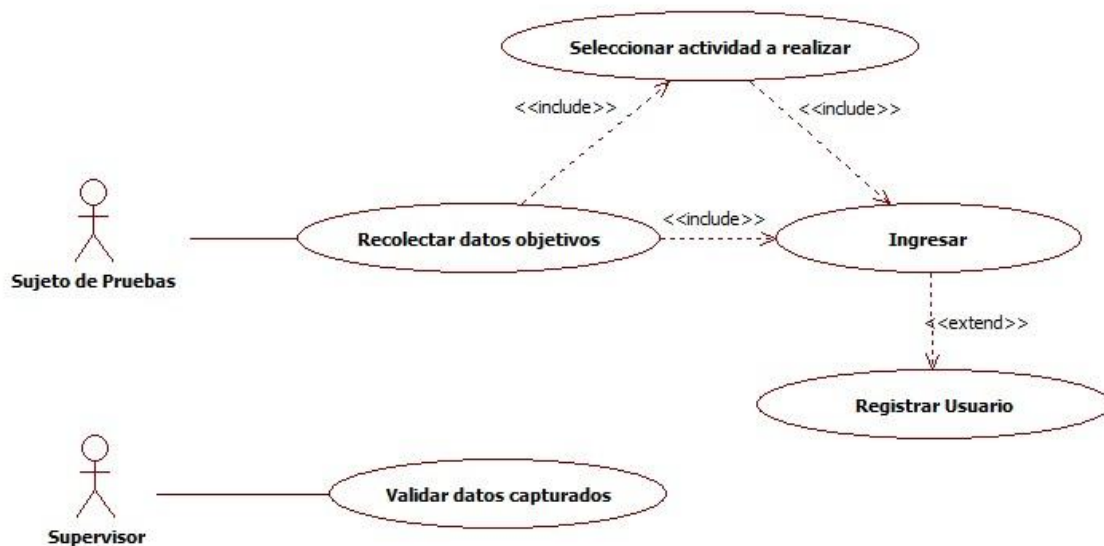 Seleccionar actividad a realizar
<<include>>
<<include>>
Recolectar datos objetivos
<<include>>
Ingresar
Sujeto de Pruebas
<<extend>>
Registrar Usuario
Validar datos capturados
Supervisor